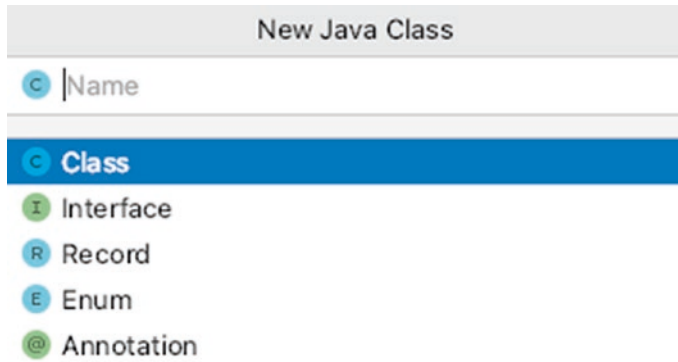 New Java Class
C Name
C Class
I Interface
R Record
E Enum
@ Annotation